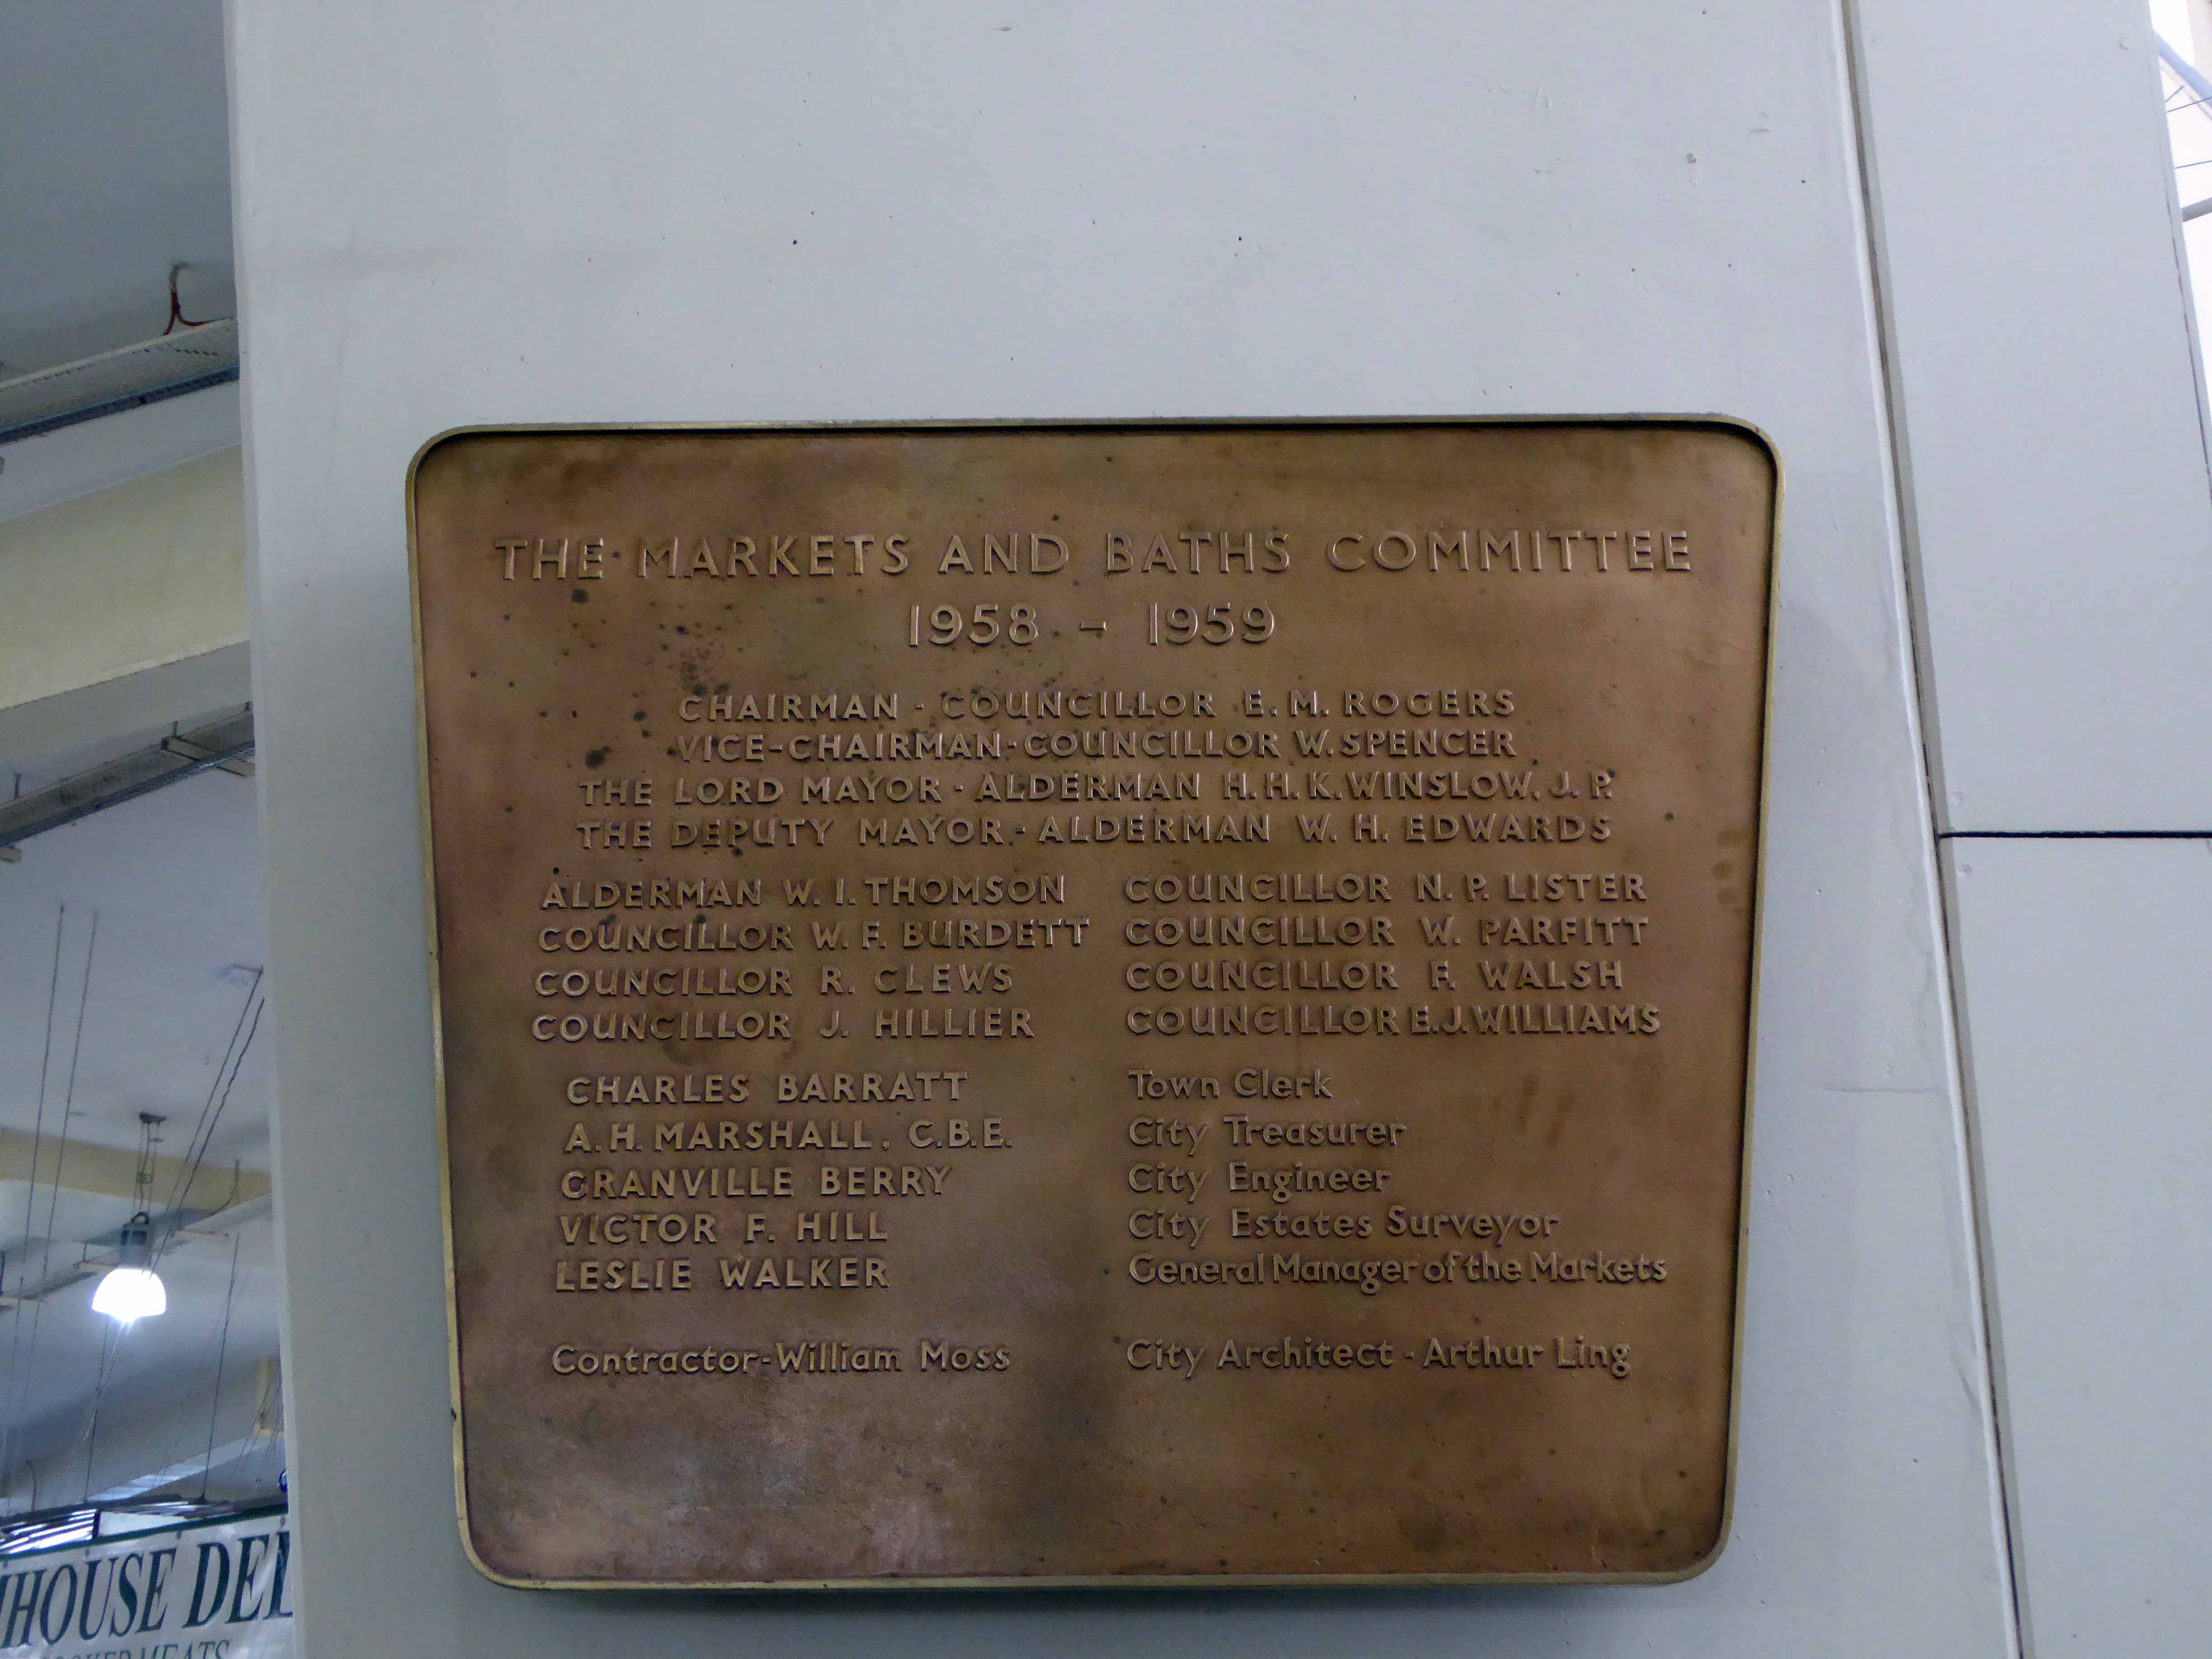 THE MARKETS AND BATHS COMMITTEE
1958 - 1959
CHAIRMAN - COUNCILLOR E. M. ROGERS
VICE-CHAIRMAN-COUNCILLOR W. SPENCER
THE LORD MAYOR - ALDERMAN H. H. K. WINSLOW, J. P.
THE DEPUTY MAYOR - ALDERMAN W. H. EDWARDS
ALDERMAN W. I. THOMSON COUNCILLOR N. P. LISTER
COUNCILLOR W. F. BURDETT COUNCILLOR W. PARFITT
COUNCILLOR R. CLEWS COUNCILLOR F. WALSH
COUNCILLOR J. HILLIER COUNCILLOR E. J. WILLIAMS
CHARLES BARRATT Town Clerk
A. H. MARSHALL, C.B.E. City Treasurer
GRANVILLE BERRY City Engineer
VICTOR F. HILL City Estates Surveyor
LESLIE WALKER General Manager of the Markets
Contractor-William Moss City Architect - Arthur Ling
HOUSE DEL
MEATS